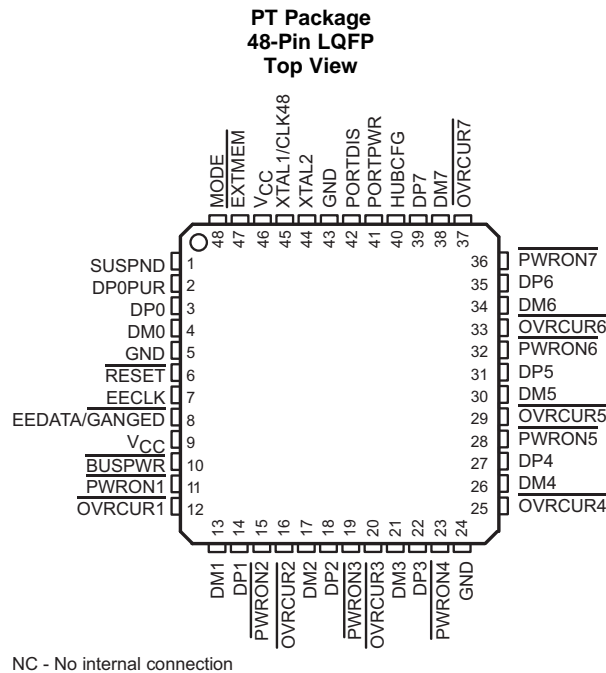 PT Package
48-Pin LQFP
Top View
MODE
EXTMEM
VCC
XTAL1/CLK48
XTAL2
GND
PORTDIS
PORTPWR
HUBCFG
DP7
DM7
OVRCUR7
48
47
46
45
44
43
42
41
40
39
38
37
SUSPND 1
DP0PUR 2
DP0 3
DM0 4
GND 5
RESET 6
EECLK 7
EEDATA/GANGED 8
VCC 9
BUSPWR 10
PWRON1 11
OVRCUR1 12
36 PWRON7
35 DP6
34 DM6
33 OVRCUR6
32 PWRON6
31 DP5
30 DM5
29 OVRCUR5
28 PWRON5
27 DP4
26 DM4
25 OVRCUR4
13
14
15
16
17
18
19
20
21
22
23
24
DM1
DP1
PWRON2
OVRCUR2
DM2
DP2
PWRON3
OVRCUR3
DM3
DP3
PWRON4
GND
NC - No internal connection